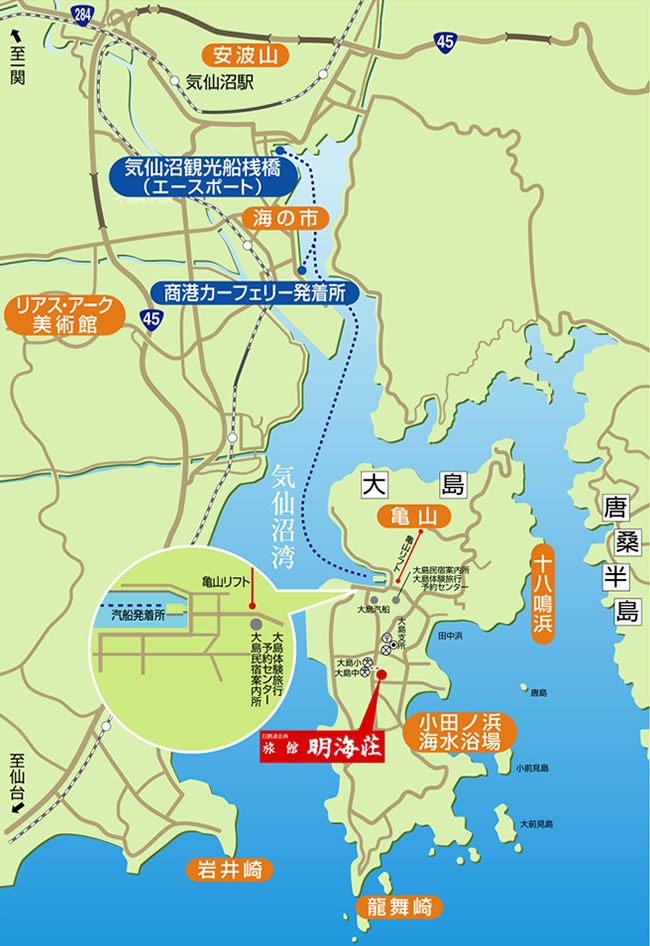 284
至一関
安波山
45
気仙沼駅
気仙沼観光船桟橋
(エースポート)
海の市
商港カーフェリー発着所
リアス・アーク
美術館
45
気仙沼湾
大島
亀山
亀山リフト
大島民宿案内所
大島体験旅行
予約センター
大島汽船
大島支所
田中浜
大島小
大島中
文
文
唐桑半島
十八鳴浜
唐島
小田ノ浜
海水浴場
小前見島
大前見島
旅館 明海荘
亀山リフト
汽船発着所
大島体験旅行
予約センター
大島民宿案内所
至仙台
岩井崎
龍舞崎